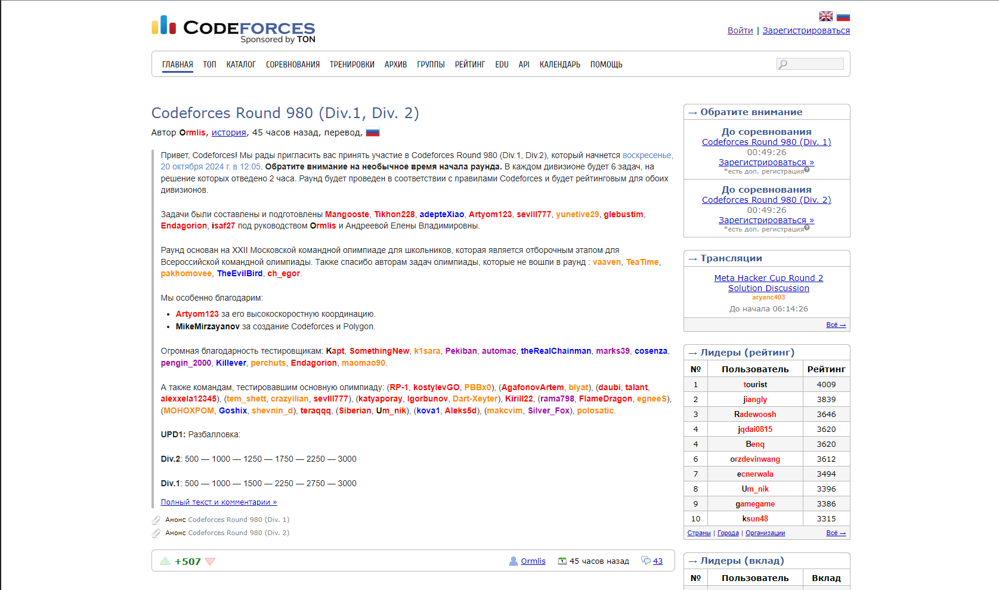 CODEFORCES
Sponsored by TON
Войти | Зарегистрироваться
ГЛАВНАЯ ТОП КАТАЛОГ СОРЕВНОВАНИЯ ТРЕНИРОВКИ АРХИВ ГРУППЫ РЕЙТИНГ EDU API КАЛЕНДАРЬ ПОМОЩЬ
Codeforces Round 980 (Div.1, Div. 2)
Автор Ormlis, история, 45 часов назад, перевод,
Привет, Codeforces! Мы рады пригласить вас принять участие в Codeforces Round 980 (Div.1, Div.2), который начнется воскресенье,
20 октября 2024 г. в 12:05. Обратите внимание на необычное время начала раунда. В каждом дивизионе будет 6 задач, на
решение которых отведено 2 часа. Раунд будет проведен в соответствии с правилами Codeforces и будет рейтинговым для обоих
дивизионов.
Задачи были составлены и подготовлены Mangooste, Tikhon228, adepteXiao, Artyom123, sevlll777, yunetive29, glebustim,
Endagorion, isaf27 под руководством Ormlis и Андреевой Елены Владимировны.
Раунд основан на XXII Московской командной олимпиаде для школьников, которая является отборочным этапом для
Всероссийской командной олимпиады. Также спасибо авторам задач олимпиады, которые не вошли в раунд : vaaven, TeaTime,
pakhomovee, TheEvilBird, ch_egor.
Мы особенно благодарим:
• Artyom123 за его высокоскоростную координацию.
• MikeMirzayanov за создание Codeforces и Polygon.
Огромная благодарность тестировщикам: Kapt, SomethingNew, k1sara, Pekiban, automac, theRealChainman, marks39, cosenza,
pengin_2000, Killever, perchuts, Endagorion, maomao90.
А также командам, тестировавшим основную олимпиаду: (RP-1, kostylevGO, PBBx0), (AgafonovArtem, blyat), (daubi, talant,
alexxela12345), (tem_shett, crazyilian, sevlll777), (katyaporay, Igorbunov, Dart-Xeyter), Kirill22, (rama798, FlameDragon, egneeS),
(MOHOXPOM, Goshix, shevnin_d), teraqqq, (Siberian, Um_nik), (kova1, Aleks5d), (makcvim, Silver_Fox), polosatic.
UPD1: Разбалловка:
Div.2: 500 — 1000 — 1250 — 1750 — 2250 — 3000
Div.1: 500 — 1000 — 1500 — 2250 — 2750 — 3000
Полный текст и комментарии »
Анонс Codeforces Round 980 (Div. 1)
Анонс Codeforces Round 980 (Div. 2)
+507 Ormlis 45 часов назад 43
→ Обратите внимание
До соревнования
Codeforces Round 980 (Div. 1)
00:49:26
Зарегистрироваться »
*есть доп. регистрация
До соревнования
Codeforces Round 980 (Div. 2)
00:49:26
Зарегистрироваться »
*есть доп. регистрация
→ Трансляции
Meta Hacker Cup Round 2
Solution Discussion
aryanc403
До начала 06:14:26
Всё →
→ Лидеры (рейтинг)
№ Пользователь Рейтинг
1 tourist 4009
2 jiangly 3839
3 Radewoosh 3646
4 jqdai0815 3620
4 Benq 3620
6 orzdevinwang 3612
7 ecnerwala 3494
8 Um_nik 3396
9 gamegame 3386
10 ksun48 3315
Страны | Города | Организации Всё →
→ Лидеры (вклад)
№ Пользователь Вклад